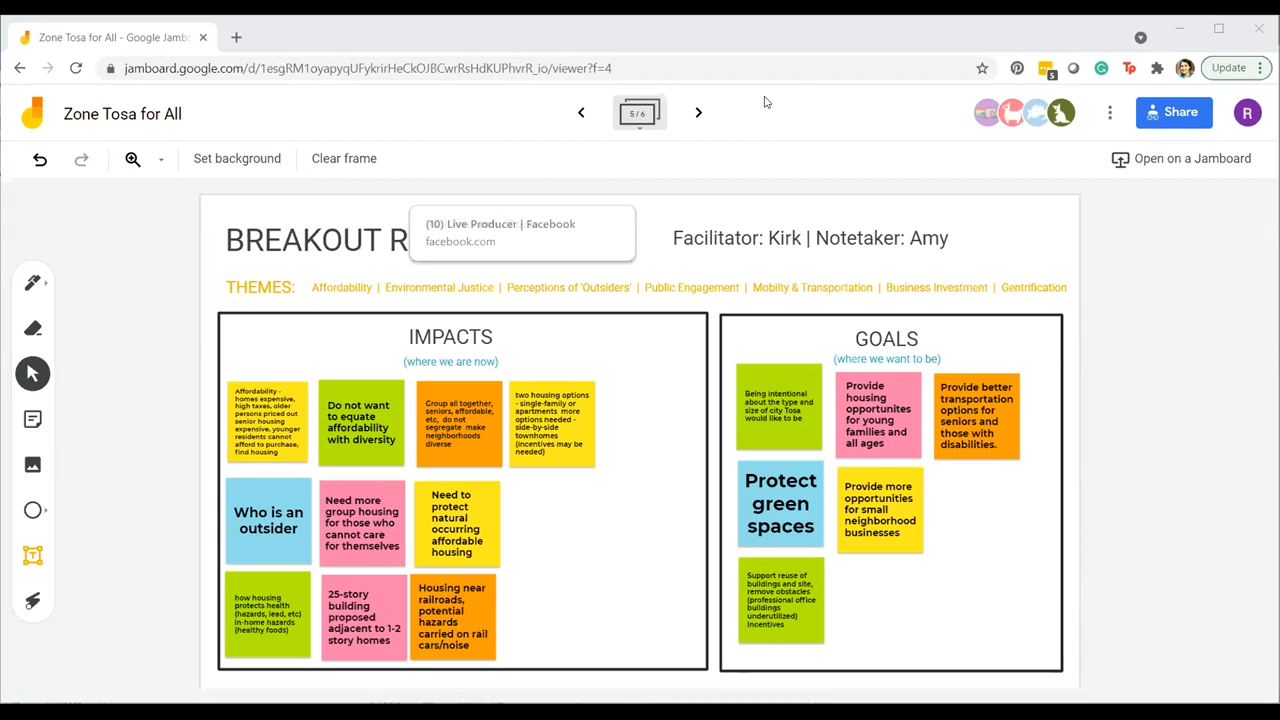 Zone Tosa for All - Google Jamb
jamboard.google.com/d/1esgRM1oyapyqUFykrirHeCkOJBCwrRsHdKUPhvrR_io/viewer?f=4
5
Tp
Update
Zone Tosa for All
5 / 6
Share
R
Set background
Clear frame
Open on a Jamboard
BREAKOUT R
(10) Live Producer | Facebook
facebook.com
Facilitator: Kirk | Notetaker: Amy
THEMES: Affordability | Environmental Justice | Perceptions of 'Outsiders' | Public Engagement | Mobilty & Transportation | Business Investment | Gentrification
IMPACTS
(where we are now)
Affordability -
homes expensive,
high taxes, older
persons priced out
senior housing
expensive, younger
residents cannot
afford to purchase,
find housing
Do not want
to equate
affordability
with diversity
Group all together,
seniors, affordable,
etc, do not
segregate make
neighborhoods
diverse
two housing options
- single-family or
apartments more
options needed -
side-by-side
townhomes
(incentives may be
needed)
Who is an
outsider
Need more
group housing
for those who
cannot care
for themselves
Need to
protect
natural
occurring
affordable
housing
how housing
protects health
(hazards, lead, etc)
in-home hazards
(healthy foods)
25-story
building
proposed
adjacent to 1-2
story homes
Housing near
railroads,
potential
hazards
carried on rail
cars/noise
GOALS
(where we want to be)
Being intentional
about the type and
size of city Tosa
would like to be
Provide
housing
opportunites
for young
families and
all ages
Provide better
transportation
options for
seniors and
those with
disabilities.
Protect
green
spaces
Provide more
opportunities
for small
neighborhood
businesses
Support reuse of
buildings and site,
remove obstacles
(professional office
buildings
underutilized)
Incentives